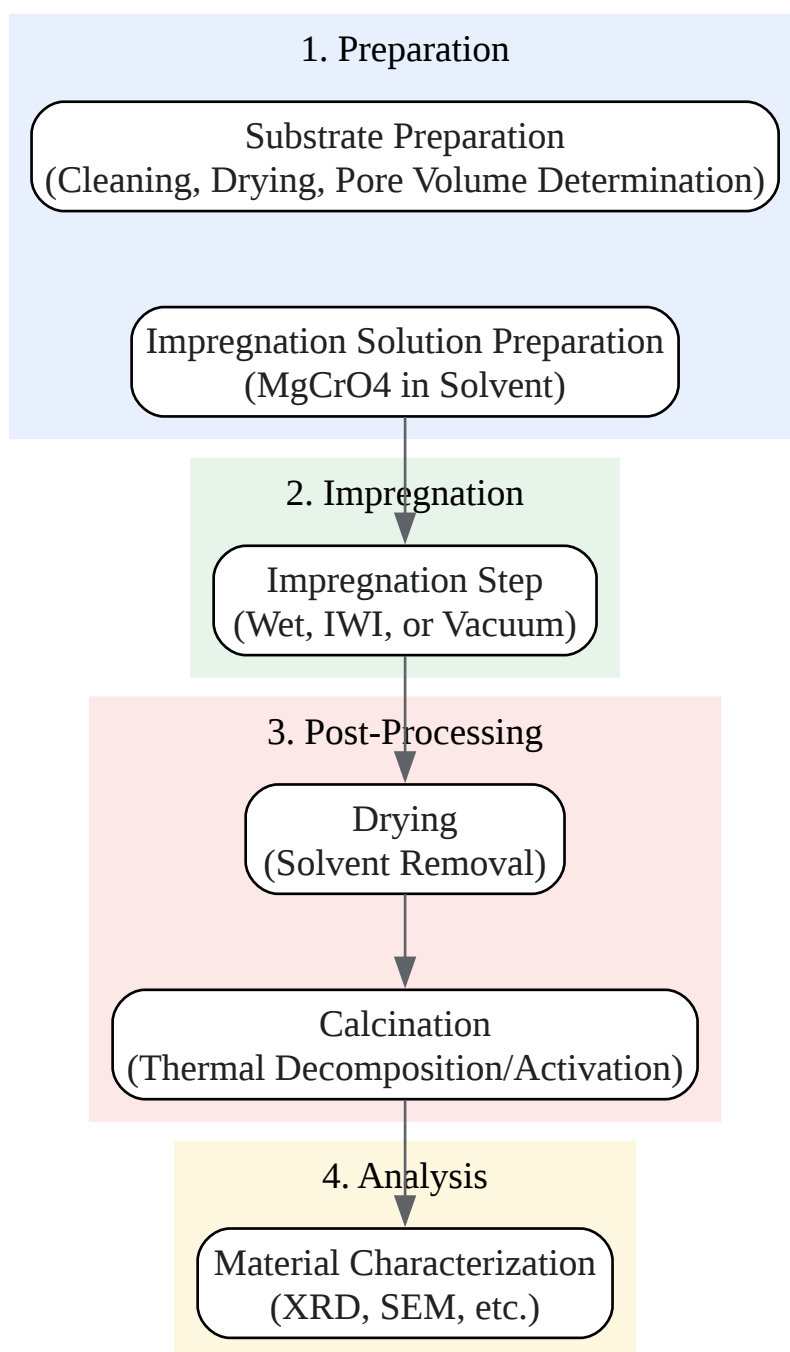 1. Preparation
Substrate Preparation
(Cleaning, Drying, Pore Volume Determination)
Impregnation Solution Preparation
(MgCrO4 in Solvent)
2. Impregnation
Impregnation Step
(Wet, IWI, or Vacuum)
3. Post-Processing
Drying
(Solvent Removal)
Calcination
(Thermal Decomposition/Activation)
4. Analysis
Material Characterization
(XRD, SEM, etc.)